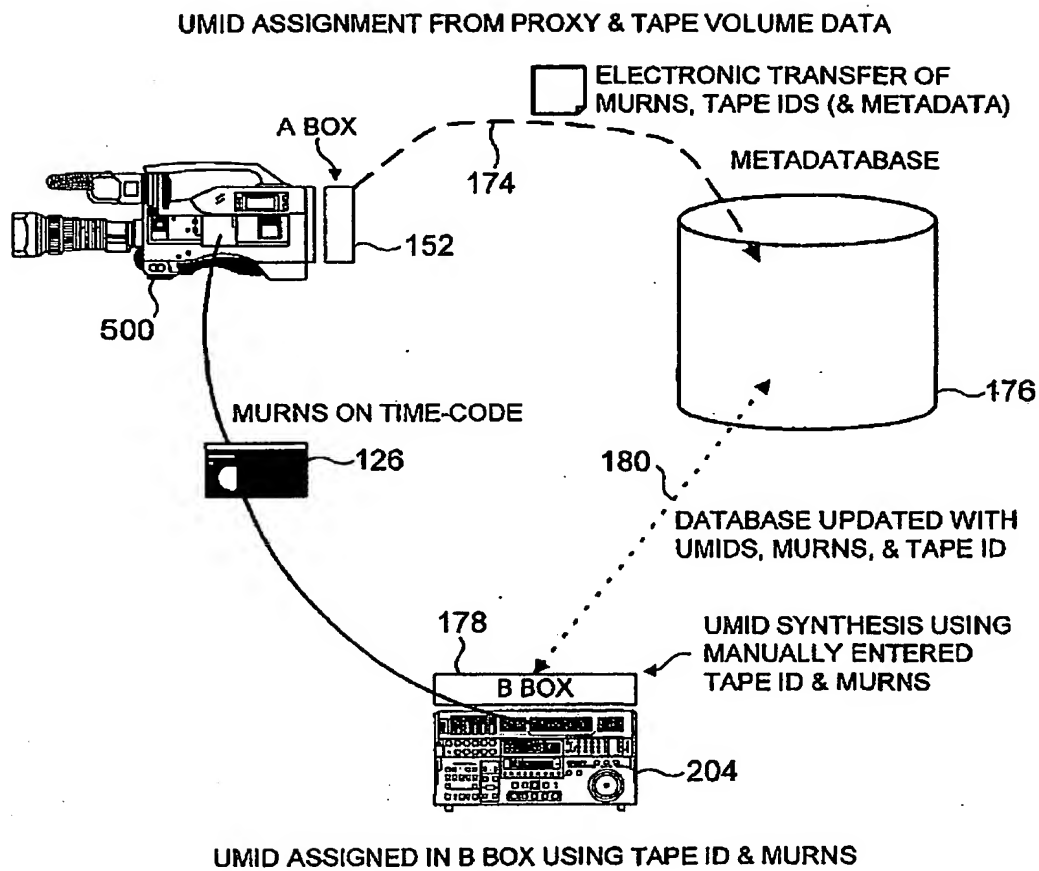 UMID ASSIGNMENT FROM PROXY & TAPE VOLUME DATA
ELECTRONIC TRANSFER OF
MURNS, TAPE IDS (& METADATA)
A BOX
174
METADATABASE
152
500
176
MURNS ON TIME-CODE
126
180
DATABASE UPDATED WITH
UMIDS, MURNS, & TAPE ID
178
UMID SYNTHESIS USING
MANUALLY ENTERED
TAPE ID & MURNS
B BOX
204
UMID ASSIGNED IN B BOX USING TAPE ID & MURNS